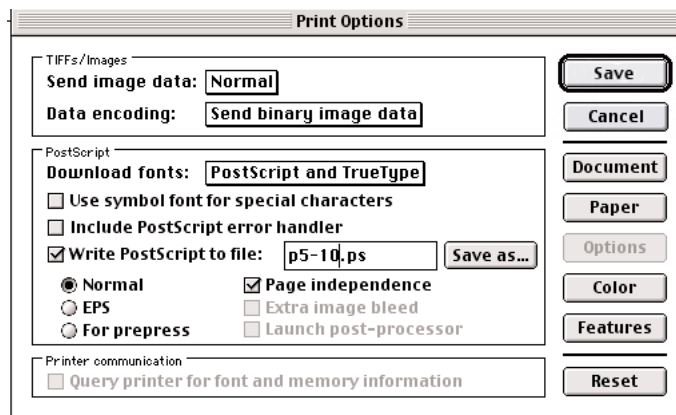 Print Options
TIFFs/Images
Send image data: Normal
Data encoding: Send binary image data
PostScript
Download fonts: PostScript and TrueType
Use symbol font for special characters
Include PostScript error handler
Write PostScript to file: p5-10.ps Save as...
Normal Page independence
EPS Extra image bleed
For prepress Launch post-processor
Printer communication
Query printer for font and memory information
Save
Cancel
Document
Paper
Options
Color
Features
Reset